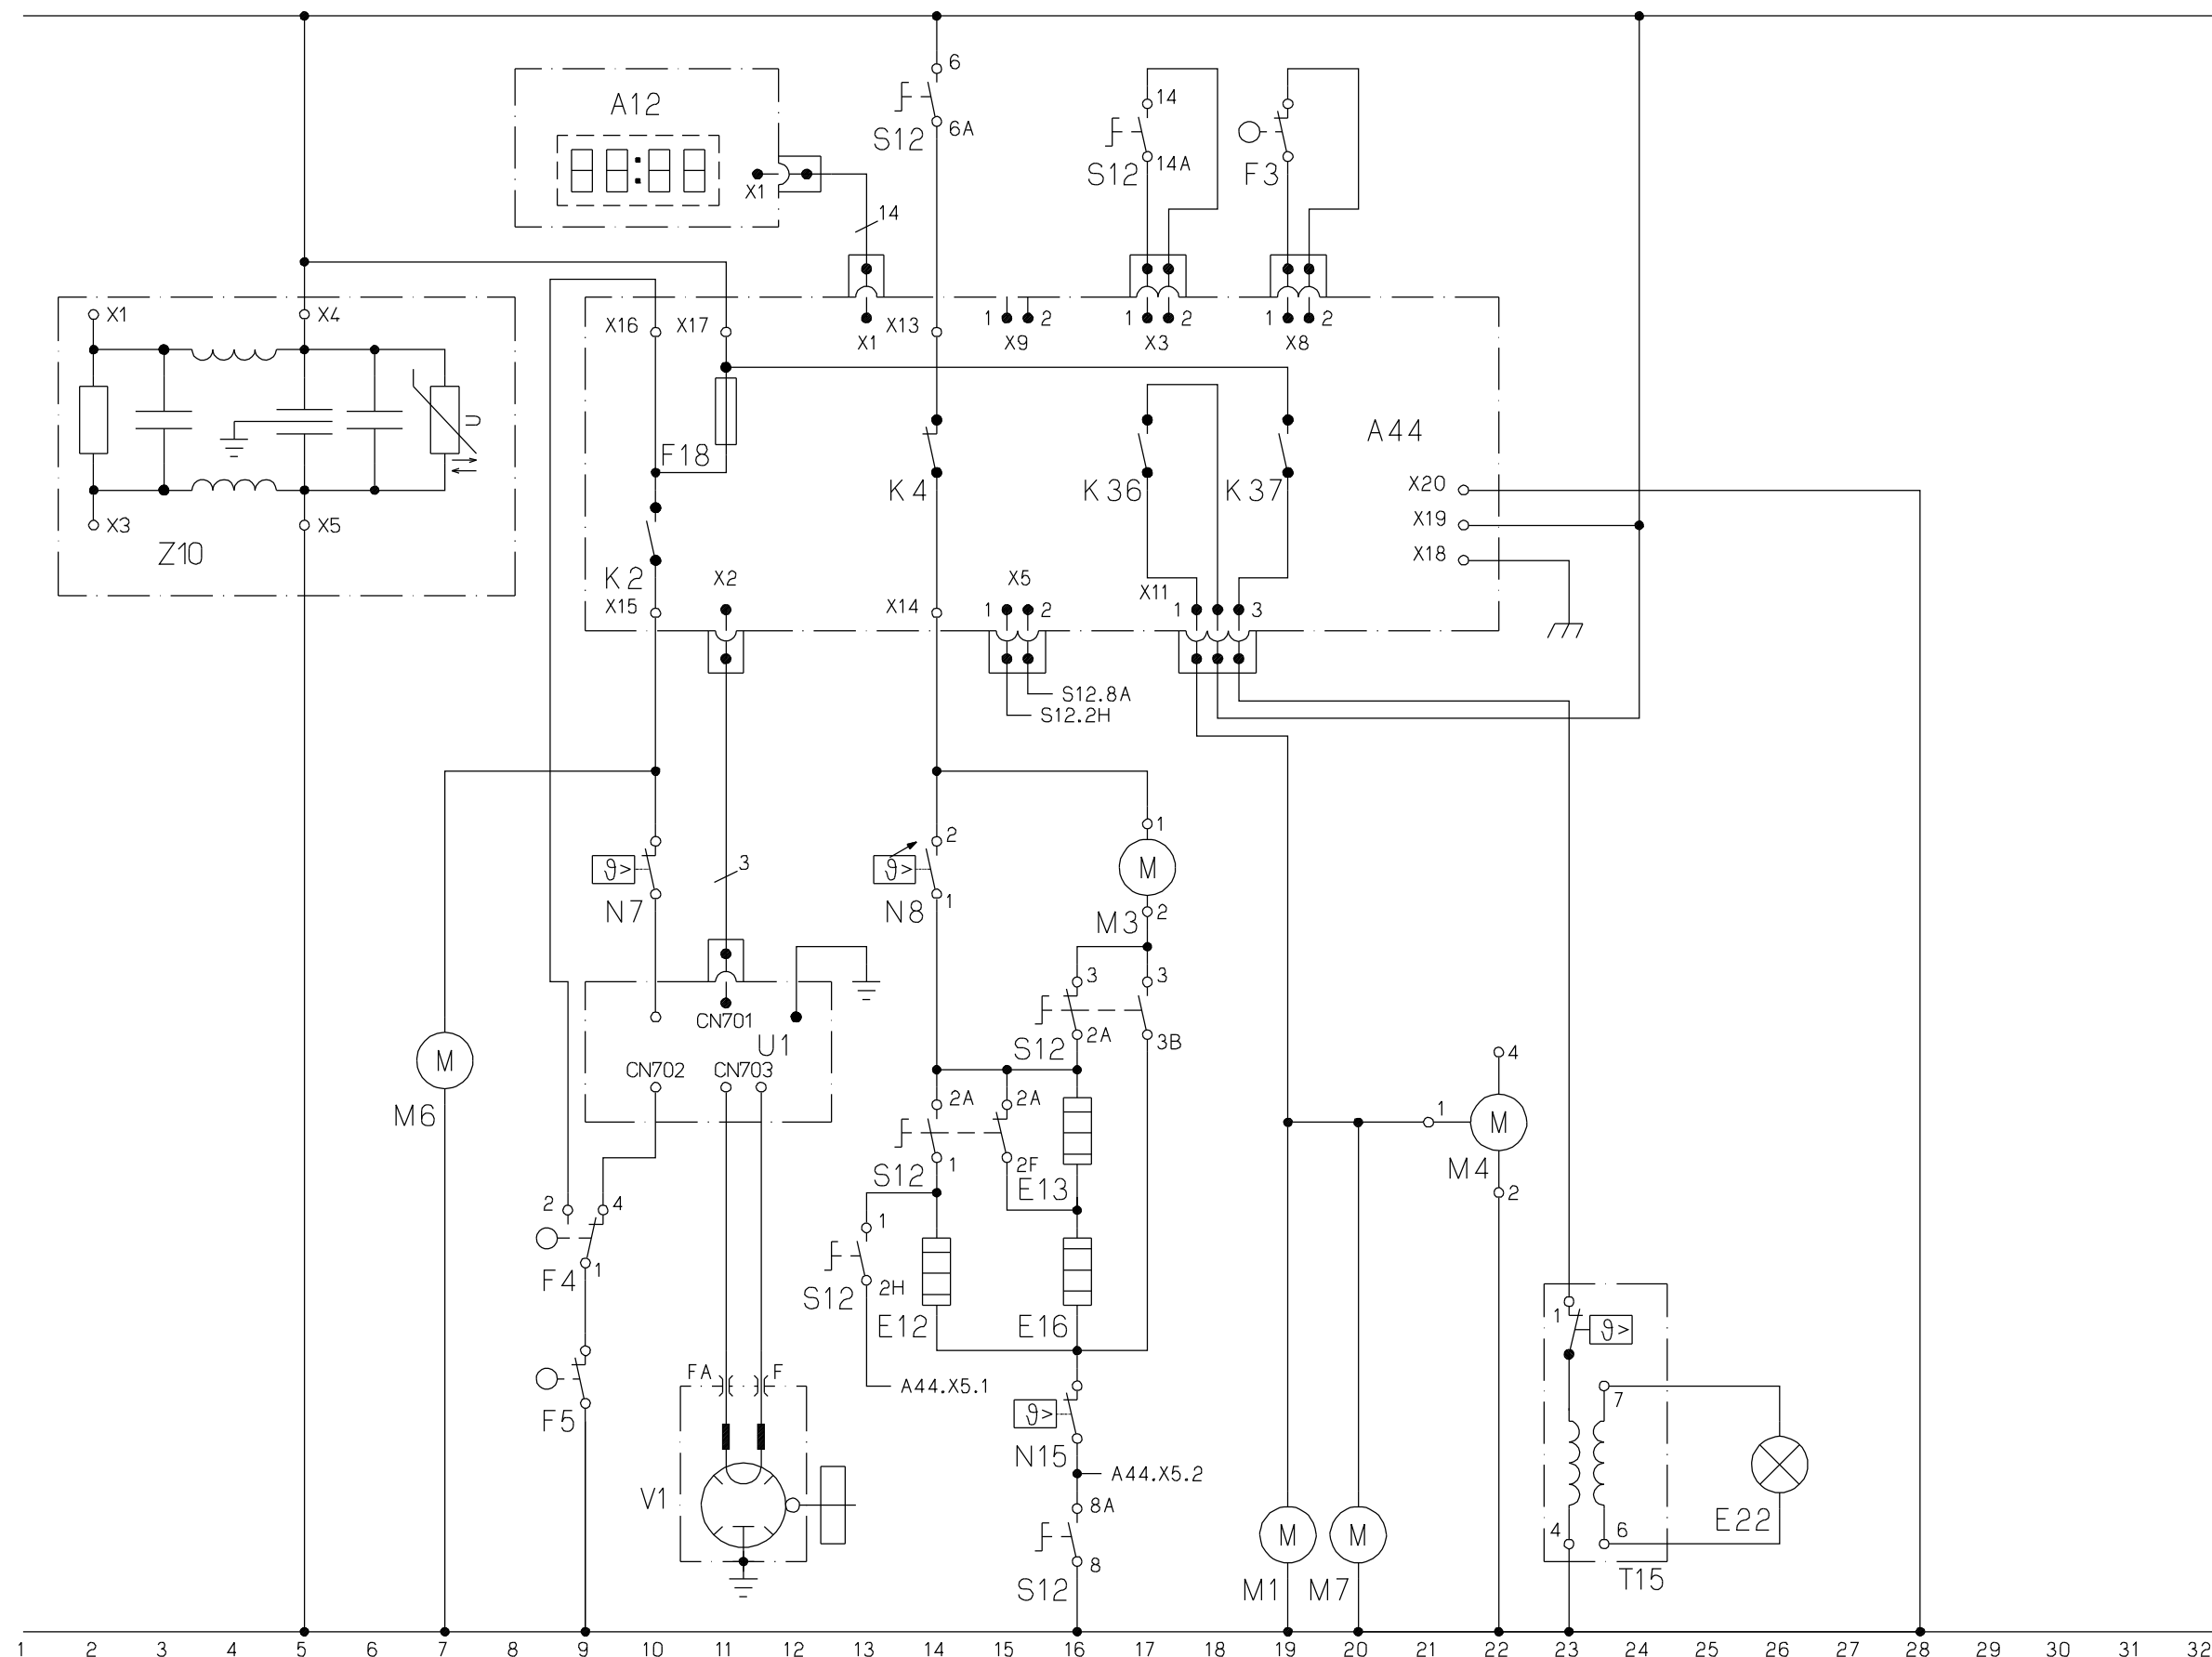 6
A12
S12
6A
X1
14
14
S12
14A
F3
X1
X4
X16
X17
X1
X13
1
2
X9
1
2
X3
1
2
X8
U
F18
K4
K36
K37
A44
X20
X19
X18
X3
X5
Z10
K2
X15
X2
X14
X5
1
2
X11
1
3
S12.8A
S12.2H
2
1
M
ϑ>
3
ϑ>
N7
N8
1
M3
2
3
3
CN701
U1
S12
2A
3B
CN702
CN703
M
M6
4
2A
2A
1
M
S12
1
2F
E13
M4
2
2
4
1
F4
1
S12
2H
E12
E16
1
ϑ>
FA
F
A44.X5.1
7
F5
ϑ>
N15
A44.X5.2
V1
8A
M
M
4
6
E22
S12
8
M1
M7
T15
1 2 3 4 5 6 7 8 9 10 11 12 13 14 15 16 17 18 19 20 21 22 23 24 25 26 27 28 29 30 31 32